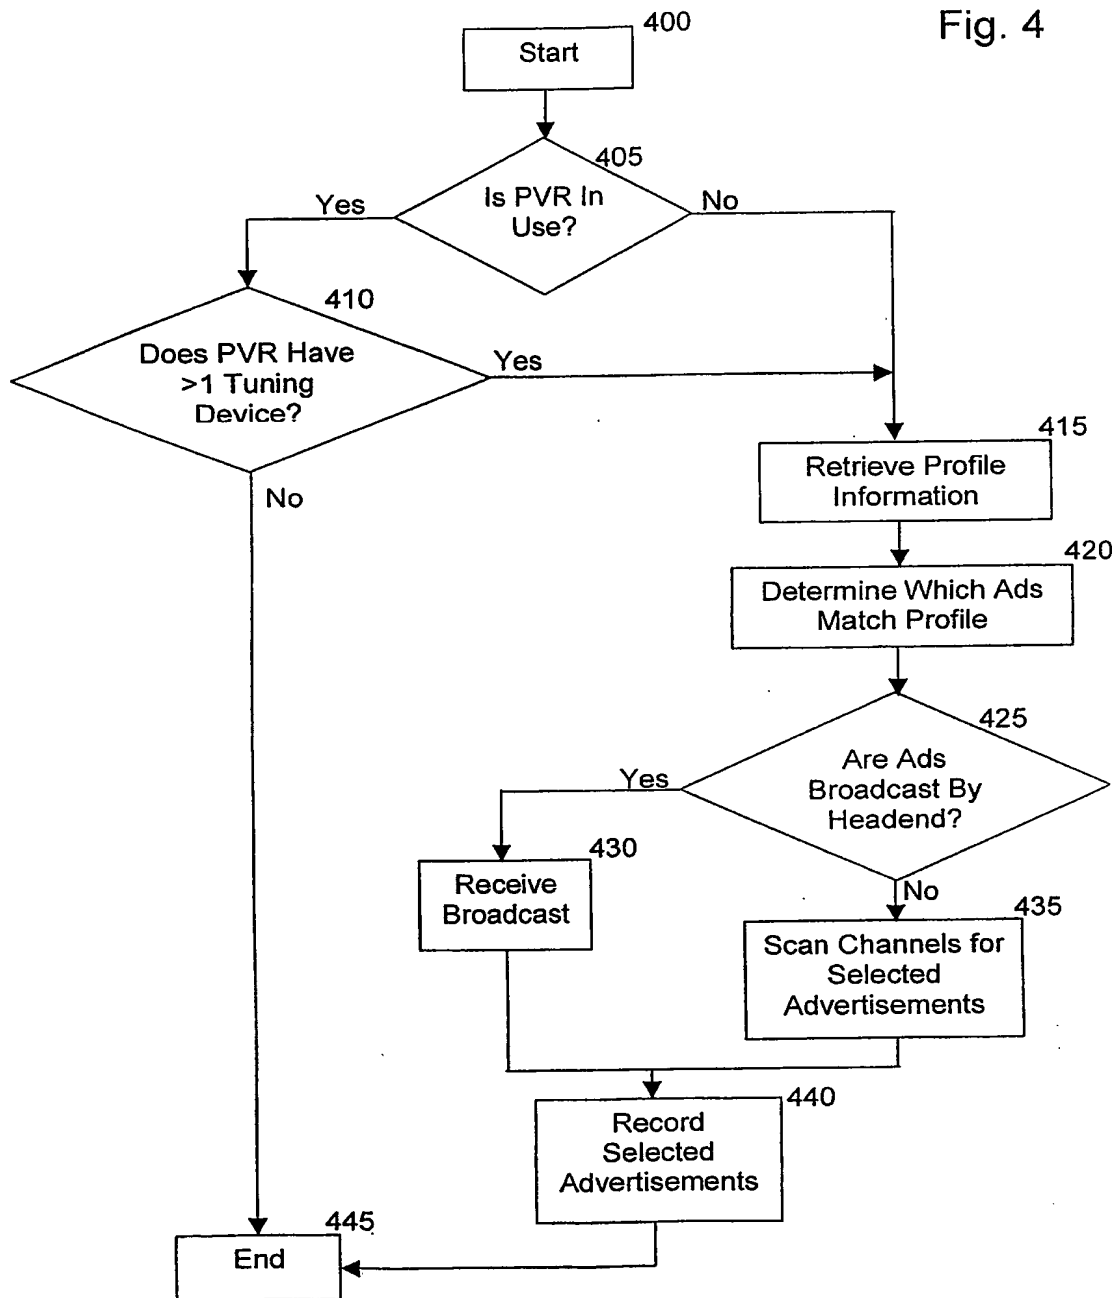 Fig. 4
400
Start
405
Is PVR In
Use?
Yes
No
410
Does PVR Have
>1 Tuning
Device?
Yes
No
415
Retrieve Profile
Information
420
Determine Which Ads
Match Profile
425
Are Ads
Broadcast By
Headend?
Yes
No
430
Receive
Broadcast
435
Scan Channels for
Selected
Advertisements
440
Record
Selected
Advertisements
445
End